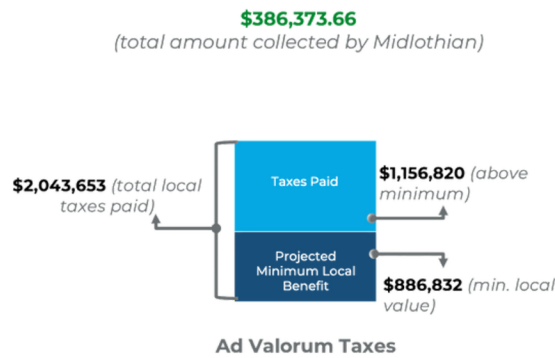 $386,373.66
(total amount collected by Midlothian)
$2,043,653 (total local
taxes paid)
Taxes Paid
$1,156,820 (above
minimum)
Projected
Minimum Local
Benefit
$886,832 (min. local
value)
Ad Valorum Taxes